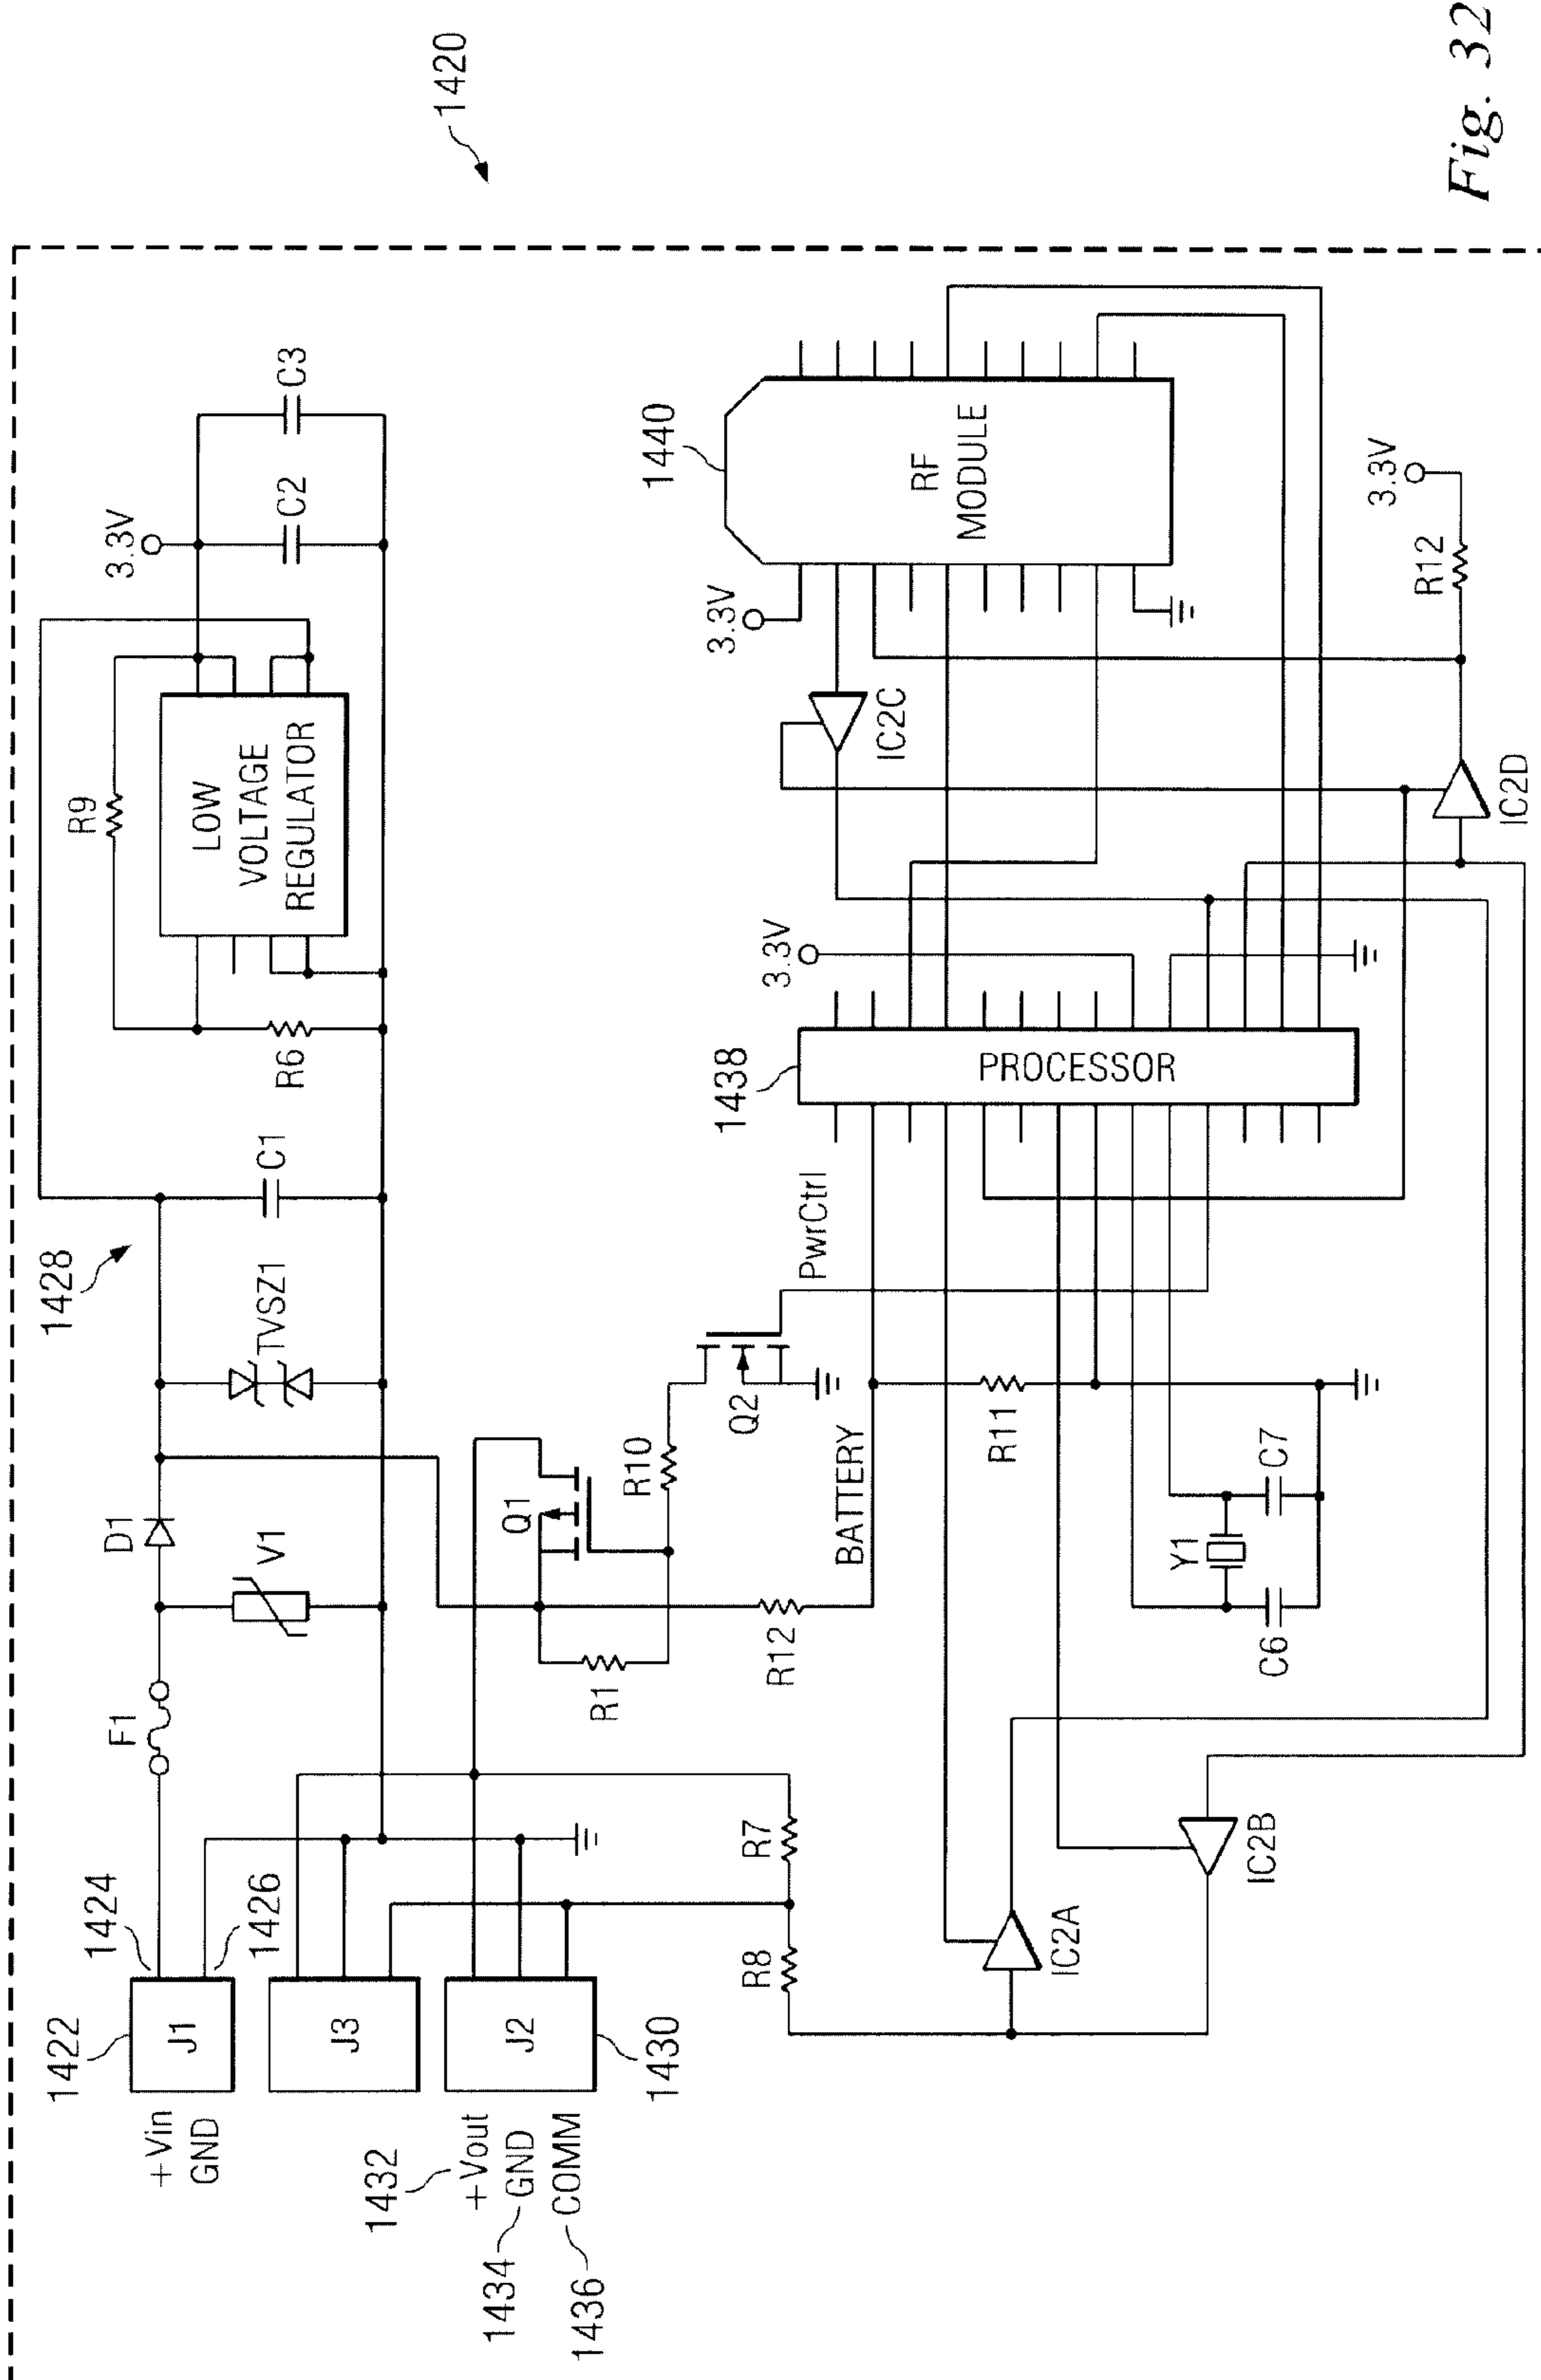 1420
Fig. 32
1428
3.3V
R9
LOW
VOLTAGE
REGULATOR
C2
C3
R6
C1
TVSZ1
D1
V1
F1
1424
1426
1422
J1
+Vin
GND
J3
J2
1430
1432
+Vout
1434
GND
1436
COMM
Q1
R1
R10
Q2
PwrCtrl
R12
BATTERY
R11
R7
R8
1438
PROCESSOR
3.3V
1440
RF
MODULE
3.3V
IC2C
Y1
C6
C7
IC2A
IC2B
IC2D
R12
3.3V